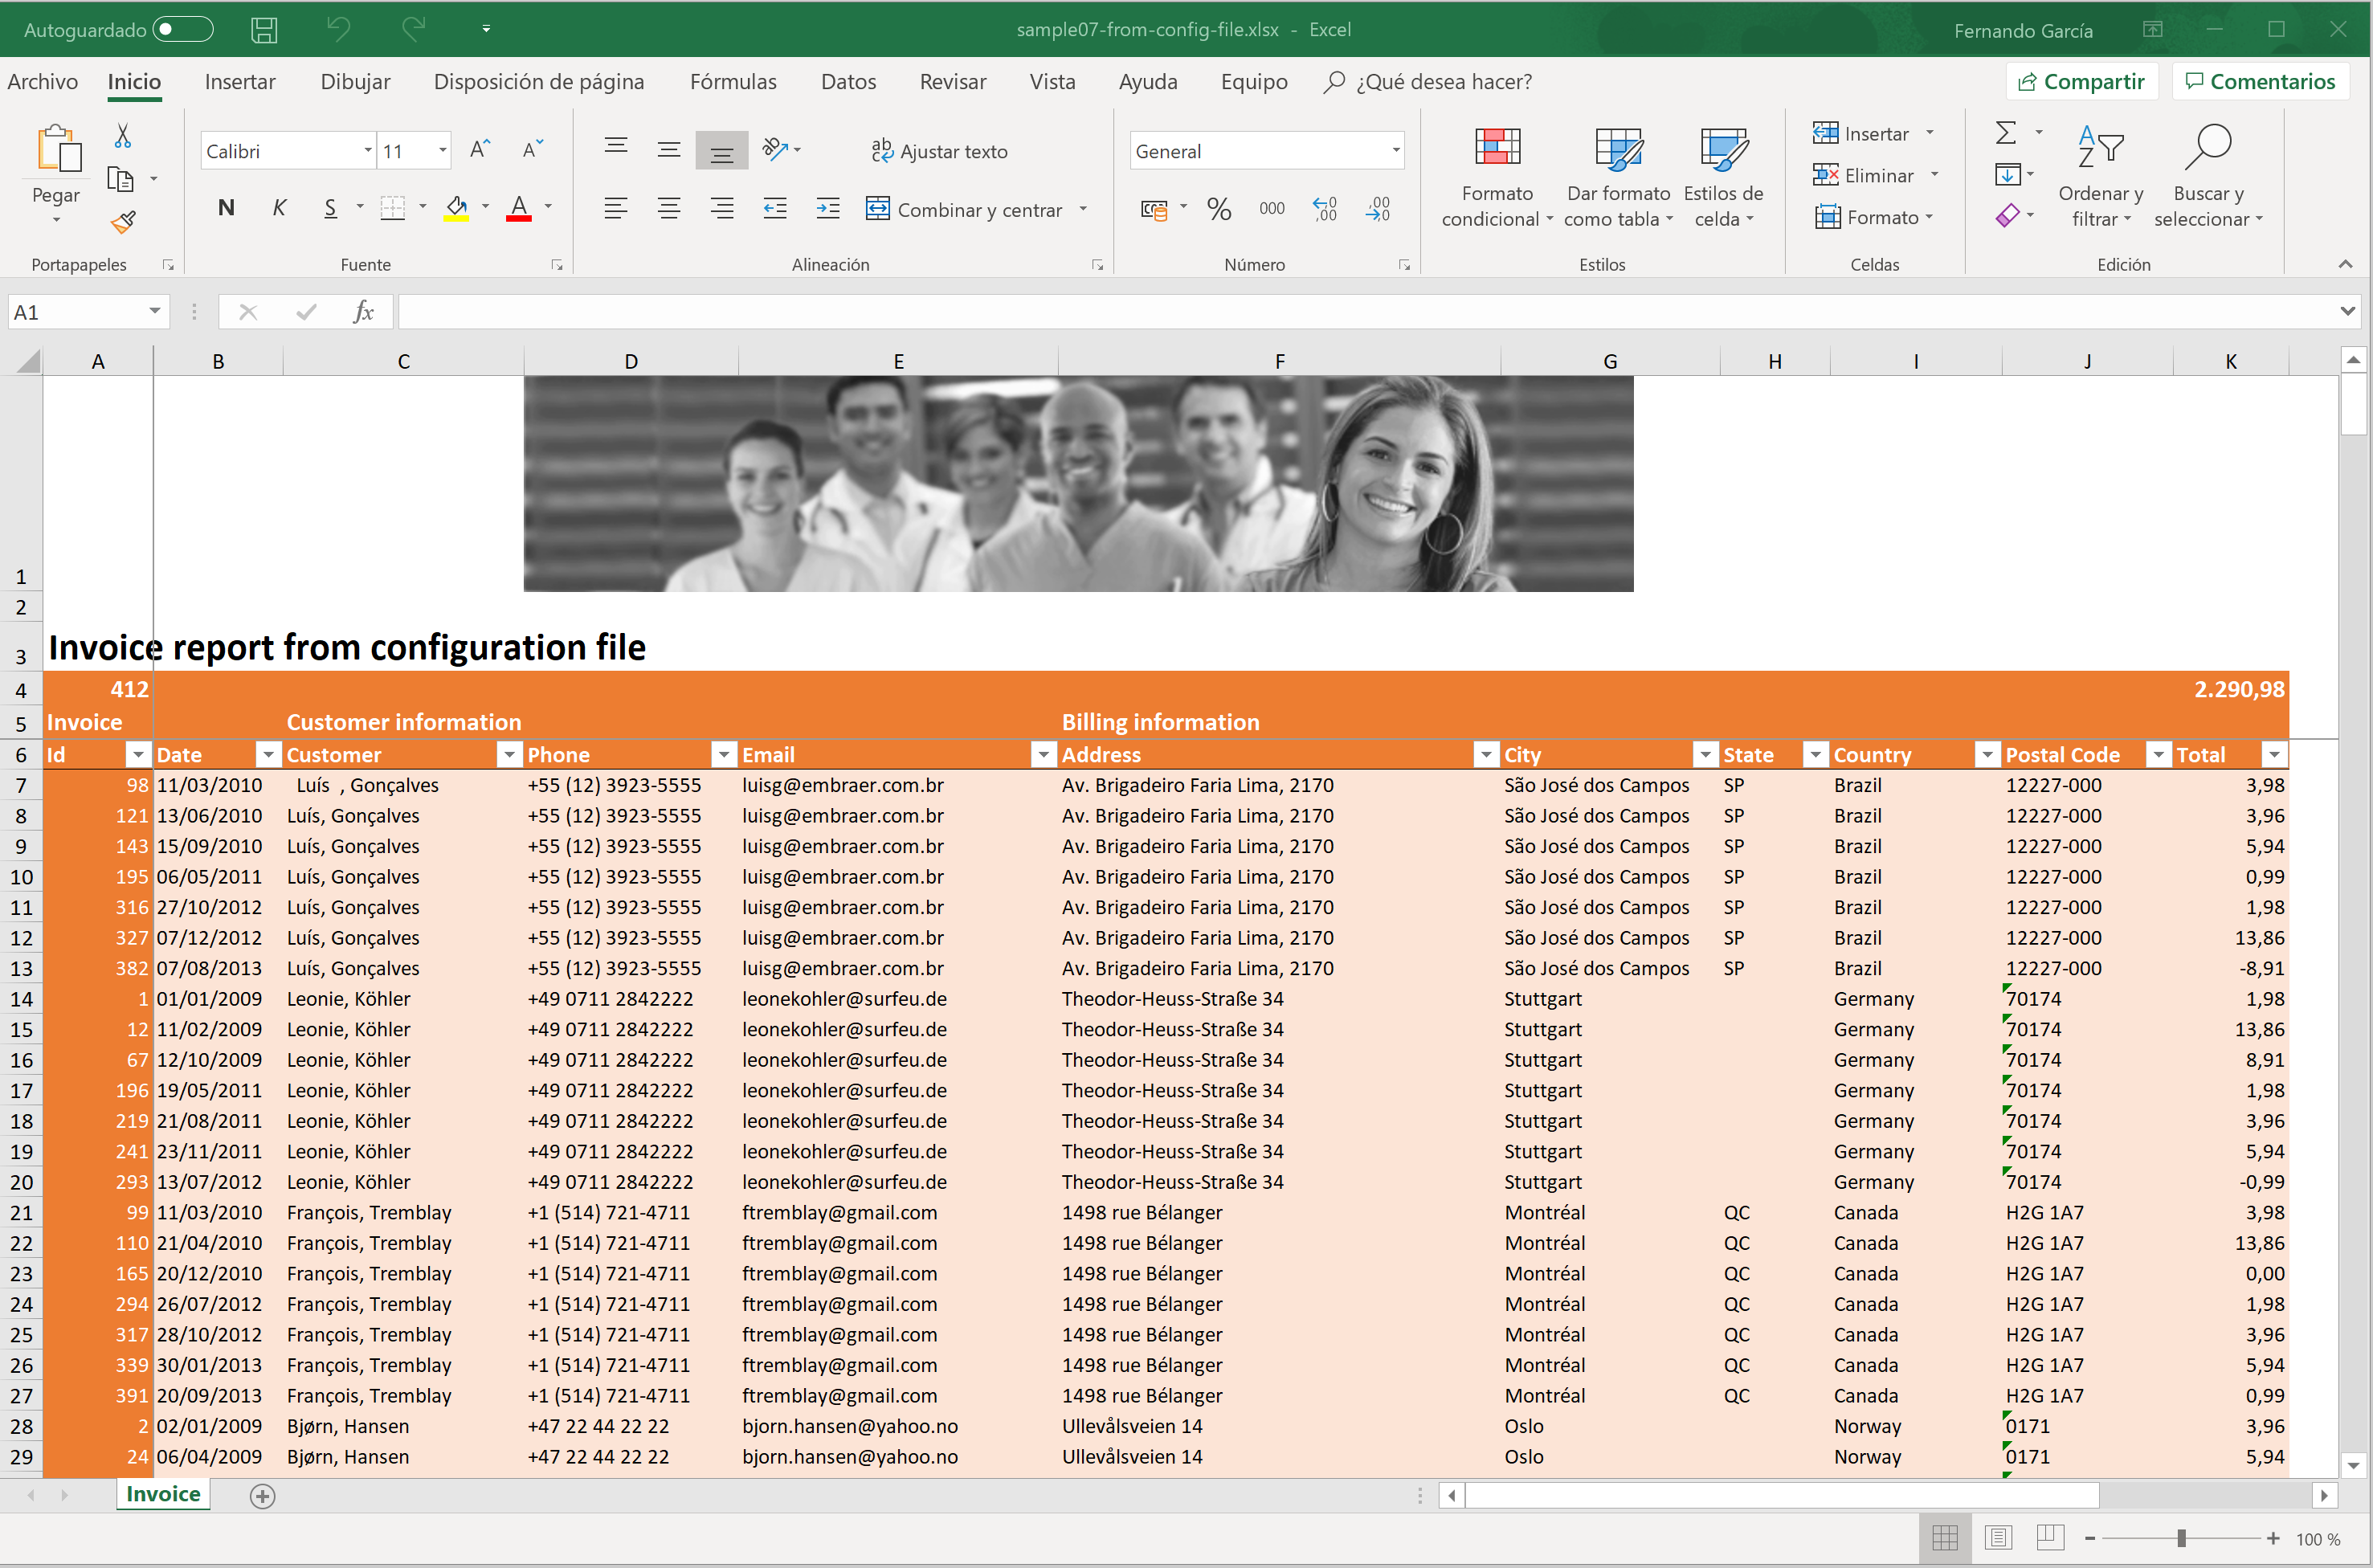 Autoguardado
sample07-from-config-file.xlsx - Excel
Fernando García
Archivo Inicio Insertar Dibujar Disposición de página Fórmulas Datos Revisar Vista Ayuda Equipo ¿Qué desea hacer? Compartir Comentarios
Pegar
Portapapeles
Calibri 11
N K S A
Fuente
Ajustar texto
Combinar y centrar
Alineación
General
% 000
Número
Formato condicional
Dar formato como tabla
Estilos de celda
Estilos
Insertar
Eliminar
Formato
Celdas
Ordenar y filtrar
Buscar y seleccionar
Edición
A1 fx
A B C D E F G H I J K
1
2
3 Invoice report from configuration file
4 412 2.290,98
5 Invoice Customer information Billing information
6 Id Date Customer Phone Email Address City State Country Postal Code Total
7 98 11/03/2010 Luís , Gonçalves +55 (12) 3923-5555 luisg@embraer.com.br Av. Brigadeiro Faria Lima, 2170 São José dos Campos SP Brazil 12227-000 3,98
8 121 13/06/2010 Luís, Gonçalves +55 (12) 3923-5555 luisg@embraer.com.br Av. Brigadeiro Faria Lima, 2170 São José dos Campos SP Brazil 12227-000 3,96
9 143 15/09/2010 Luís, Gonçalves +55 (12) 3923-5555 luisg@embraer.com.br Av. Brigadeiro Faria Lima, 2170 São José dos Campos SP Brazil 12227-000 5,94
10 195 06/05/2011 Luís, Gonçalves +55 (12) 3923-5555 luisg@embraer.com.br Av. Brigadeiro Faria Lima, 2170 São José dos Campos SP Brazil 12227-000 0,99
11 316 27/10/2012 Luís, Gonçalves +55 (12) 3923-5555 luisg@embraer.com.br Av. Brigadeiro Faria Lima, 2170 São José dos Campos SP Brazil 12227-000 1,98
12 327 07/12/2012 Luís, Gonçalves +55 (12) 3923-5555 luisg@embraer.com.br Av. Brigadeiro Faria Lima, 2170 São José dos Campos SP Brazil 12227-000 13,86
13 382 07/08/2013 Luís, Gonçalves +55 (12) 3923-5555 luisg@embraer.com.br Av. Brigadeiro Faria Lima, 2170 São José dos Campos SP Brazil 12227-000 -8,91
14 1 01/01/2009 Leonie, Köhler +49 0711 2842222 leonekohler@surfeu.de Theodor-Heuss-Straße 34 Stuttgart Germany 70174 1,98
15 12 11/02/2009 Leonie, Köhler +49 0711 2842222 leonekohler@surfeu.de Theodor-Heuss-Straße 34 Stuttgart Germany 70174 13,86
16 67 12/10/2009 Leonie, Köhler +49 0711 2842222 leonekohler@surfeu.de Theodor-Heuss-Straße 34 Stuttgart Germany 70174 8,91
17 196 19/05/2011 Leonie, Köhler +49 0711 2842222 leonekohler@surfeu.de Theodor-Heuss-Straße 34 Stuttgart Germany 70174 1,98
18 219 21/08/2011 Leonie, Köhler +49 0711 2842222 leonekohler@surfeu.de Theodor-Heuss-Straße 34 Stuttgart Germany 70174 3,96
19 241 23/11/2011 Leonie, Köhler +49 0711 2842222 leonekohler@surfeu.de Theodor-Heuss-Straße 34 Stuttgart Germany 70174 5,94
20 293 13/07/2012 Leonie, Köhler +49 0711 2842222 leonekohler@surfeu.de Theodor-Heuss-Straße 34 Stuttgart Germany 70174 -0,99
21 99 11/03/2010 François, Tremblay +1 (514) 721-4711 ftremblay@gmail.com 1498 rue Bélanger Montréal QC Canada H2G 1A7 3,98
22 110 21/04/2010 François, Tremblay +1 (514) 721-4711 ftremblay@gmail.com 1498 rue Bélanger Montréal QC Canada H2G 1A7 13,86
23 165 20/12/2010 François, Tremblay +1 (514) 721-4711 ftremblay@gmail.com 1498 rue Bélanger Montréal QC Canada H2G 1A7 0,00
24 294 26/07/2012 François, Tremblay +1 (514) 721-4711 ftremblay@gmail.com 1498 rue Bélanger Montréal QC Canada H2G 1A7 1,98
25 317 28/10/2012 François, Tremblay +1 (514) 721-4711 ftremblay@gmail.com 1498 rue Bélanger Montréal QC Canada H2G 1A7 3,96
26 339 30/01/2013 François, Tremblay +1 (514) 721-4711 ftremblay@gmail.com 1498 rue Bélanger Montréal QC Canada H2G 1A7 5,94
27 391 20/09/2013 François, Tremblay +1 (514) 721-4711 ftremblay@gmail.com 1498 rue Bélanger Montréal QC Canada H2G 1A7 0,99
28 2 02/01/2009 Bjørn, Hansen +47 22 44 22 22 bjorn.hansen@yahoo.no Ullevålsveien 14 Oslo Norway 0171 3,96
29 24 06/04/2009 Bjørn, Hansen +47 22 44 22 22 bjorn.hansen@yahoo.no Ullevålsveien 14 Oslo Norway 0171 5,94
Invoice
100 %